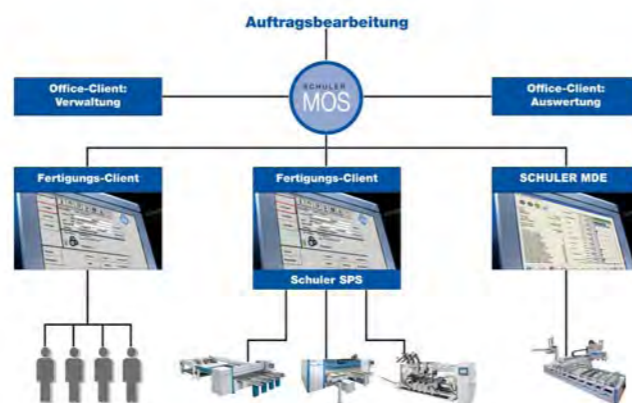 Auftragsbearbeitung
Office-Client:
Verwaltung
SCHULER
MOS
Office-Client:
Auswertung
Fertigungs-Client
Fertigungs-Client
SCHULER MDE
Schuler SPS